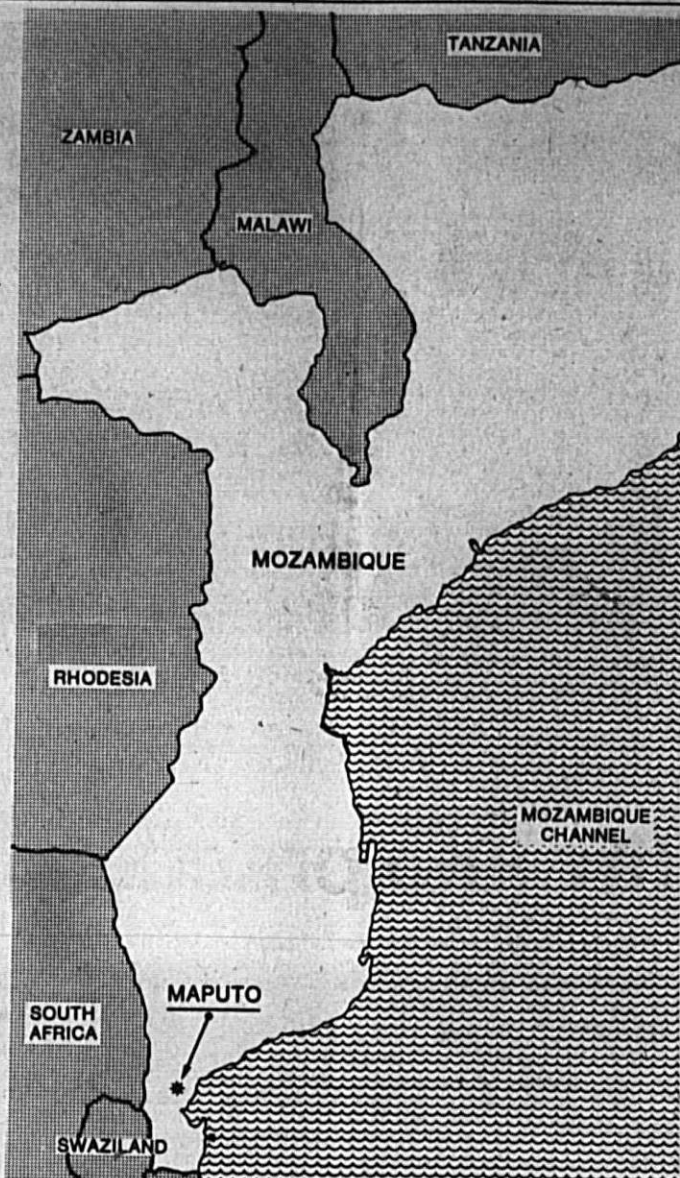 TANZANIA
ZAMBIA
MALAWI
MOZAMBIQUE
RHODESIA
MOZAMBIQUE
CHANNEL
MAPUTO
SOUTH
AFRICA
SWAZILAND